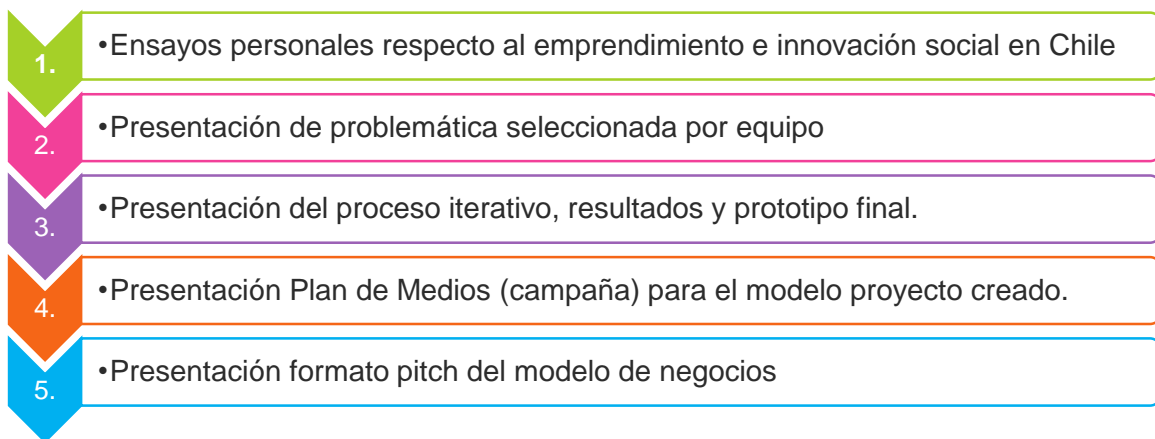 1. •Ensayos personales respecto al emprendimiento e innovación social en Chile
2. •Presentación de problemática seleccionada por equipo
3. •Presentación del proceso iterativo, resultados y prototipo final.
4. •Presentación Plan de Medios (campaña) para el modelo proyecto creado.
5. •Presentación formato pitch del modelo de negocios